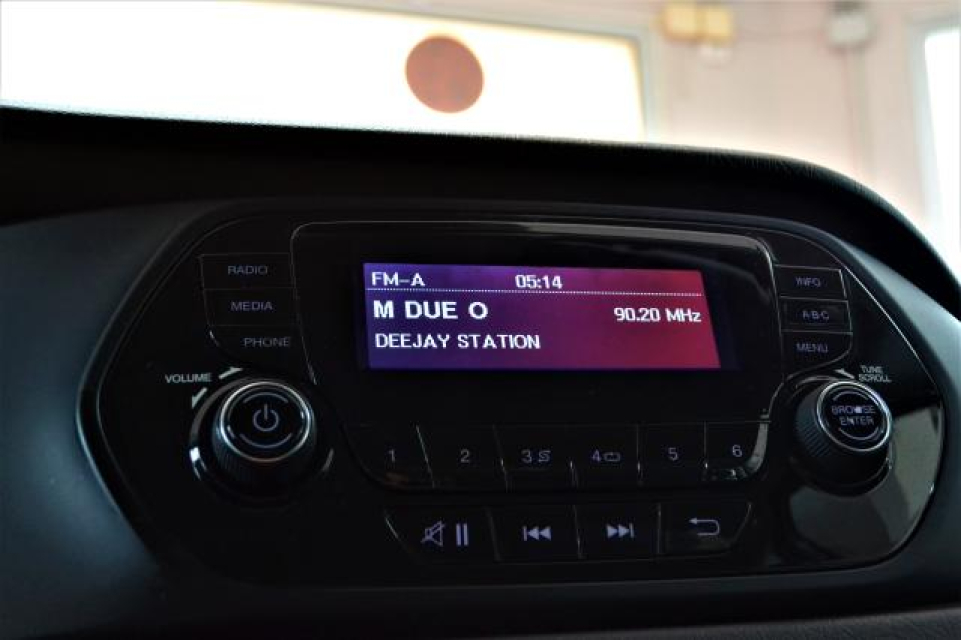 RADIO
MEDIA
PHONE
VOLUME
FM-A 05:14
M DUE O 90.20 MHz
DEEJAY STATION
INFO
A-B-C
MENU
TUNE
SCROLL
BROWSE
ENTER
1 2 3 4 5 6